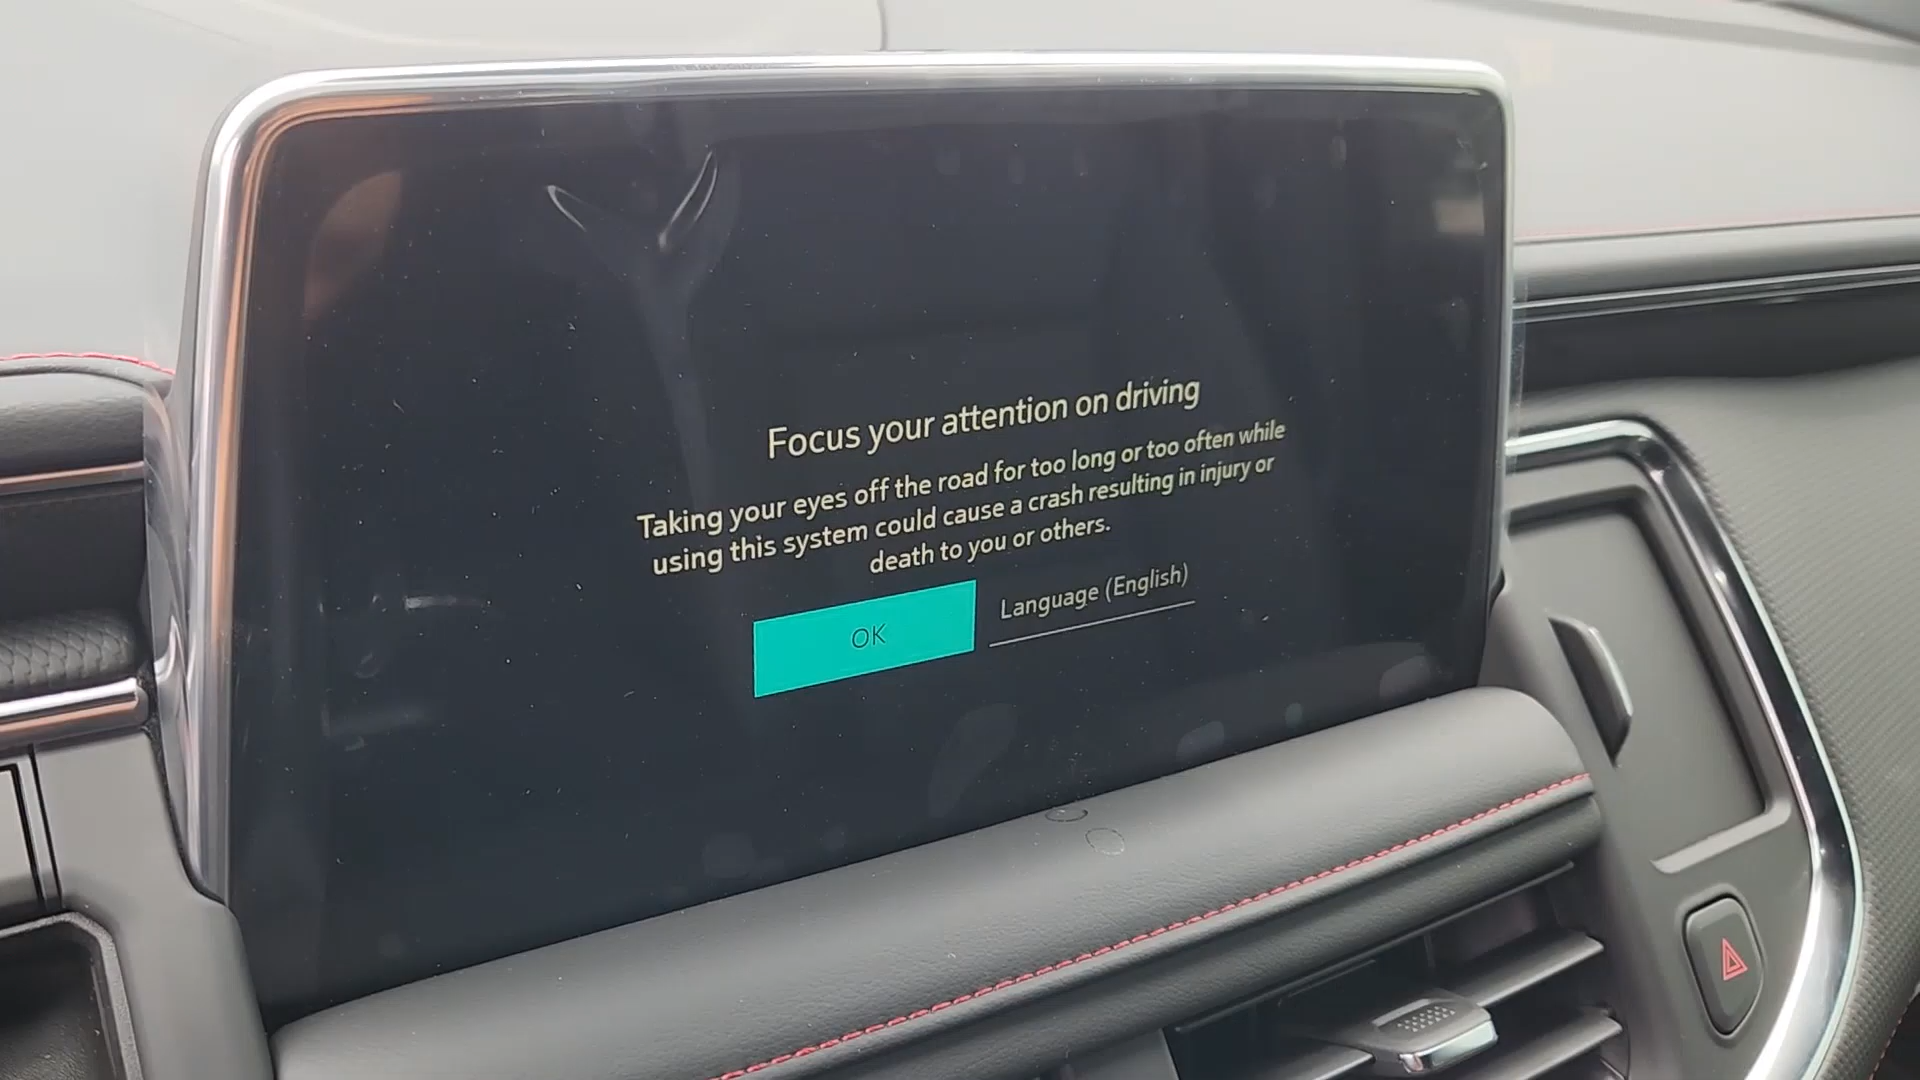 Focus your attention on driving
Taking your eyes off the road for too long or too often while
using this system could cause a crash resulting in injury or
death to you or others.
OK
Language (English)